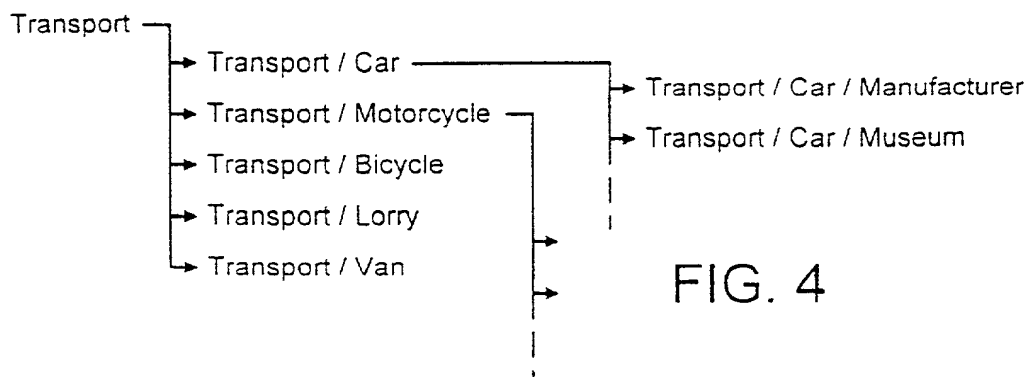 Transport
Transport / Car
Transport / Motorcycle
Transport / Bicycle
Transport / Lorry
Transport / Van
Transport / Car / Manufacturer
Transport / Car / Museum
FIG. 4